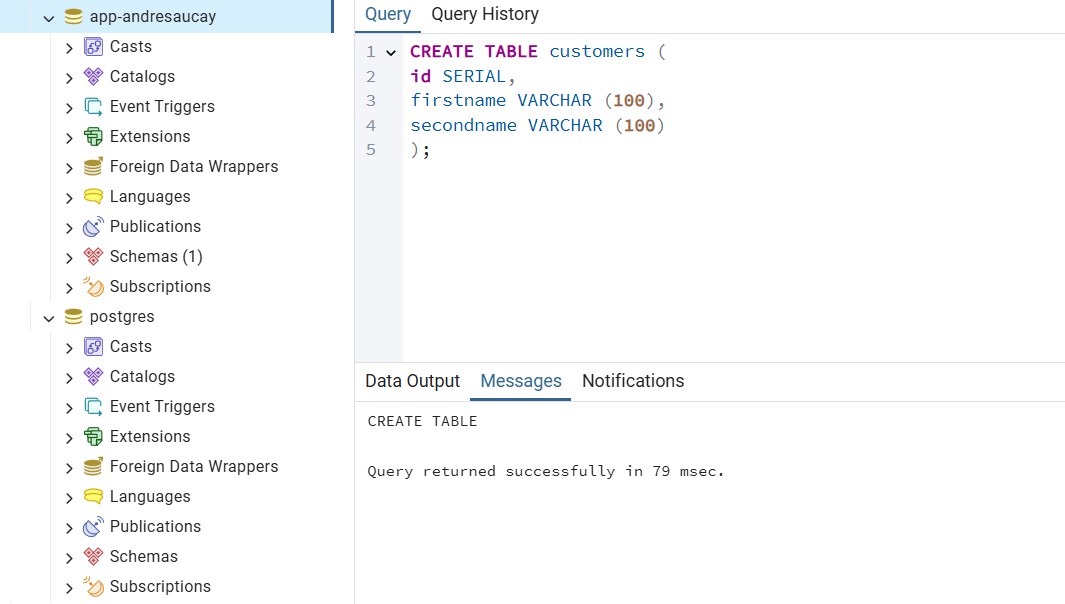 app-andresaucay
Casts
Catalogs
Event Triggers
Extensions
Foreign Data Wrappers
Languages
Publications
Schemas (1)
Subscriptions
postgres
Casts
Catalogs
Event Triggers
Extensions
Foreign Data Wrappers
Languages
Publications
Schemas
Subscriptions
Query Query History
1 CREATE TABLE customers (
2 id SERIAL,
3 firstname VARCHAR (100),
4 secondname VARCHAR (100)
5 );
Data Output Messages Notifications
CREATE TABLE
Query returned successfully in 79 msec.